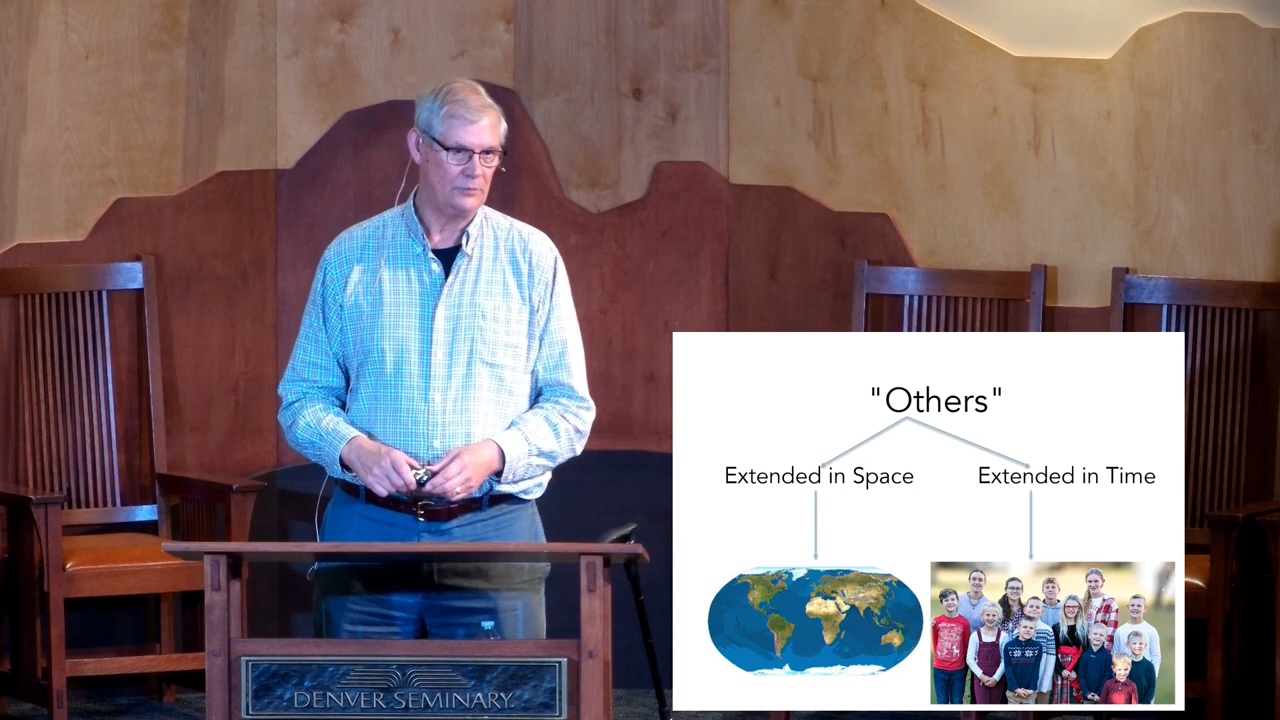 "Others"
Extended in Space
Extended in Time
DENVER SEMINARY